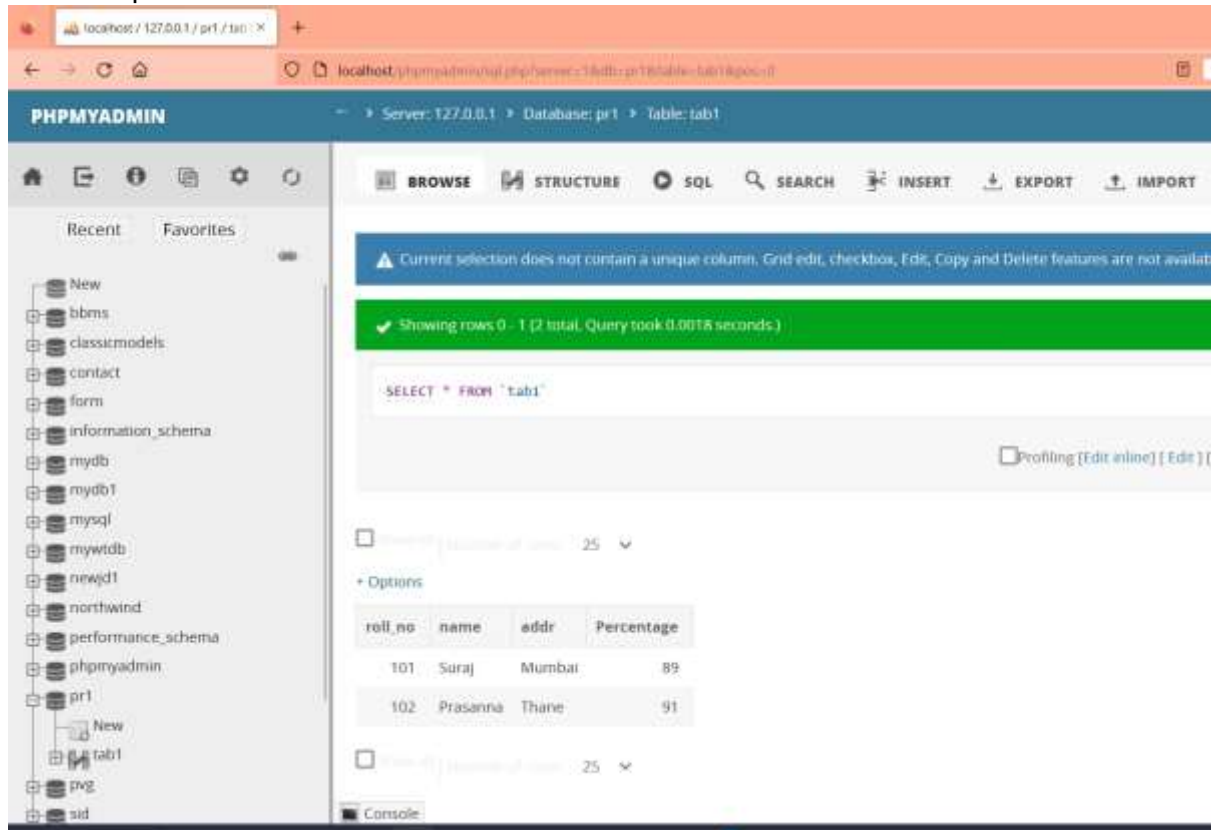 localhost / 127.0.0.1 / pr1 / tab1
PHPMYADMIN
Server: 127.0.0.1 Database: pr1 Table: tab1
BROWSE STRUCTURE SQL SEARCH INSERT EXPORT IMPORT
Recent Favorites
Current selection does not contain a unique column. Grid edit, checkbox, Edit, Copy and Delete features are not availab
Showing rows 0 - 1 (2 total, Query took 0.0018 seconds.)
SELECT * FROM `tab1`
Profiling [Edit inline] [ Edit ] [
25
+ Options
roll_no name addr Percentage
101 Suraj Mumbai 89
102 Prasanna Thane 91
25
Console
New
bbms
classicmodels
contact
form
information_schema
mydb
mydb1
mysql
mywtdb
newjd1
northwind
performance_schema
phpmyadmin
pr1
New
tab1
pvg
sid